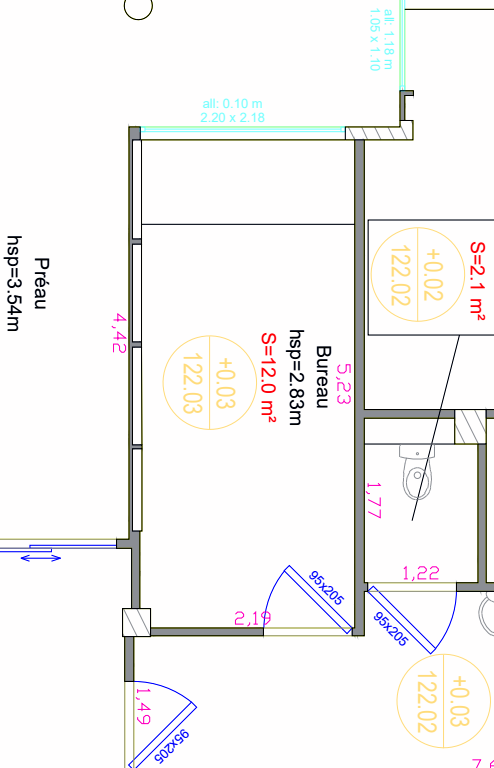 all: 1.18 m
1.05 x 1.10
all: 0.10 m
2.20 x 2.18
S=2.1 m²
+0.02
122.02
Préau
hsp=3.54m
4,42
Bureau
hsp=2.83m
S=12.0 m²
+0.03
122.03
5,23
1,77
1,22
95x205
95x205
2,19
1,49
95x205
+0.03
122.02